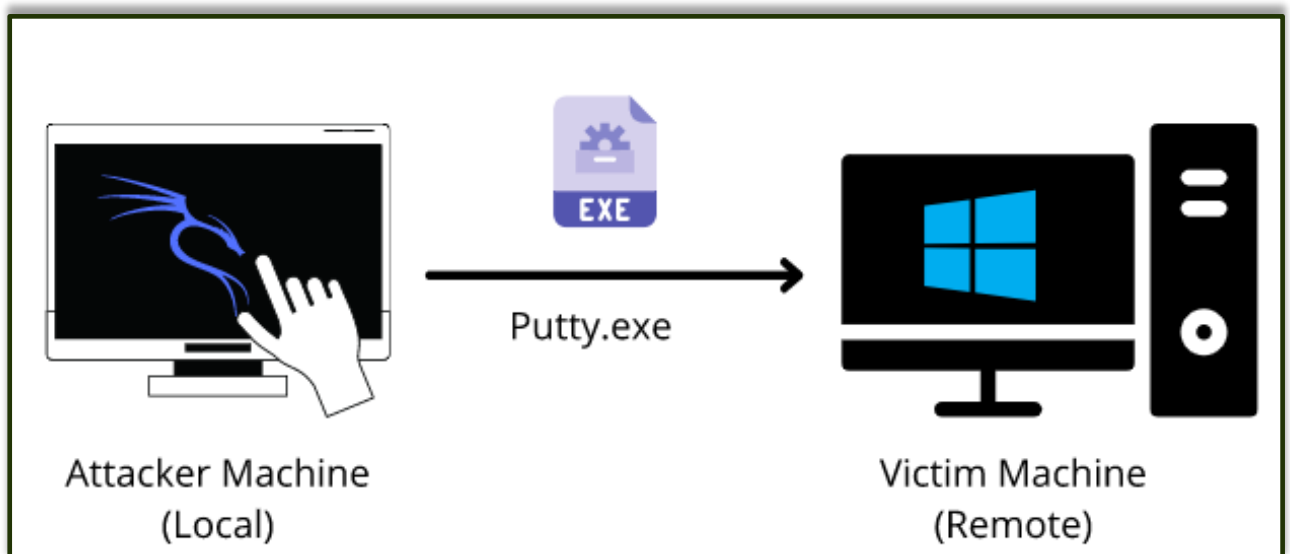 EXE
Putty.exe
Attacker Machine
(Local)
Victim Machine
(Remote)